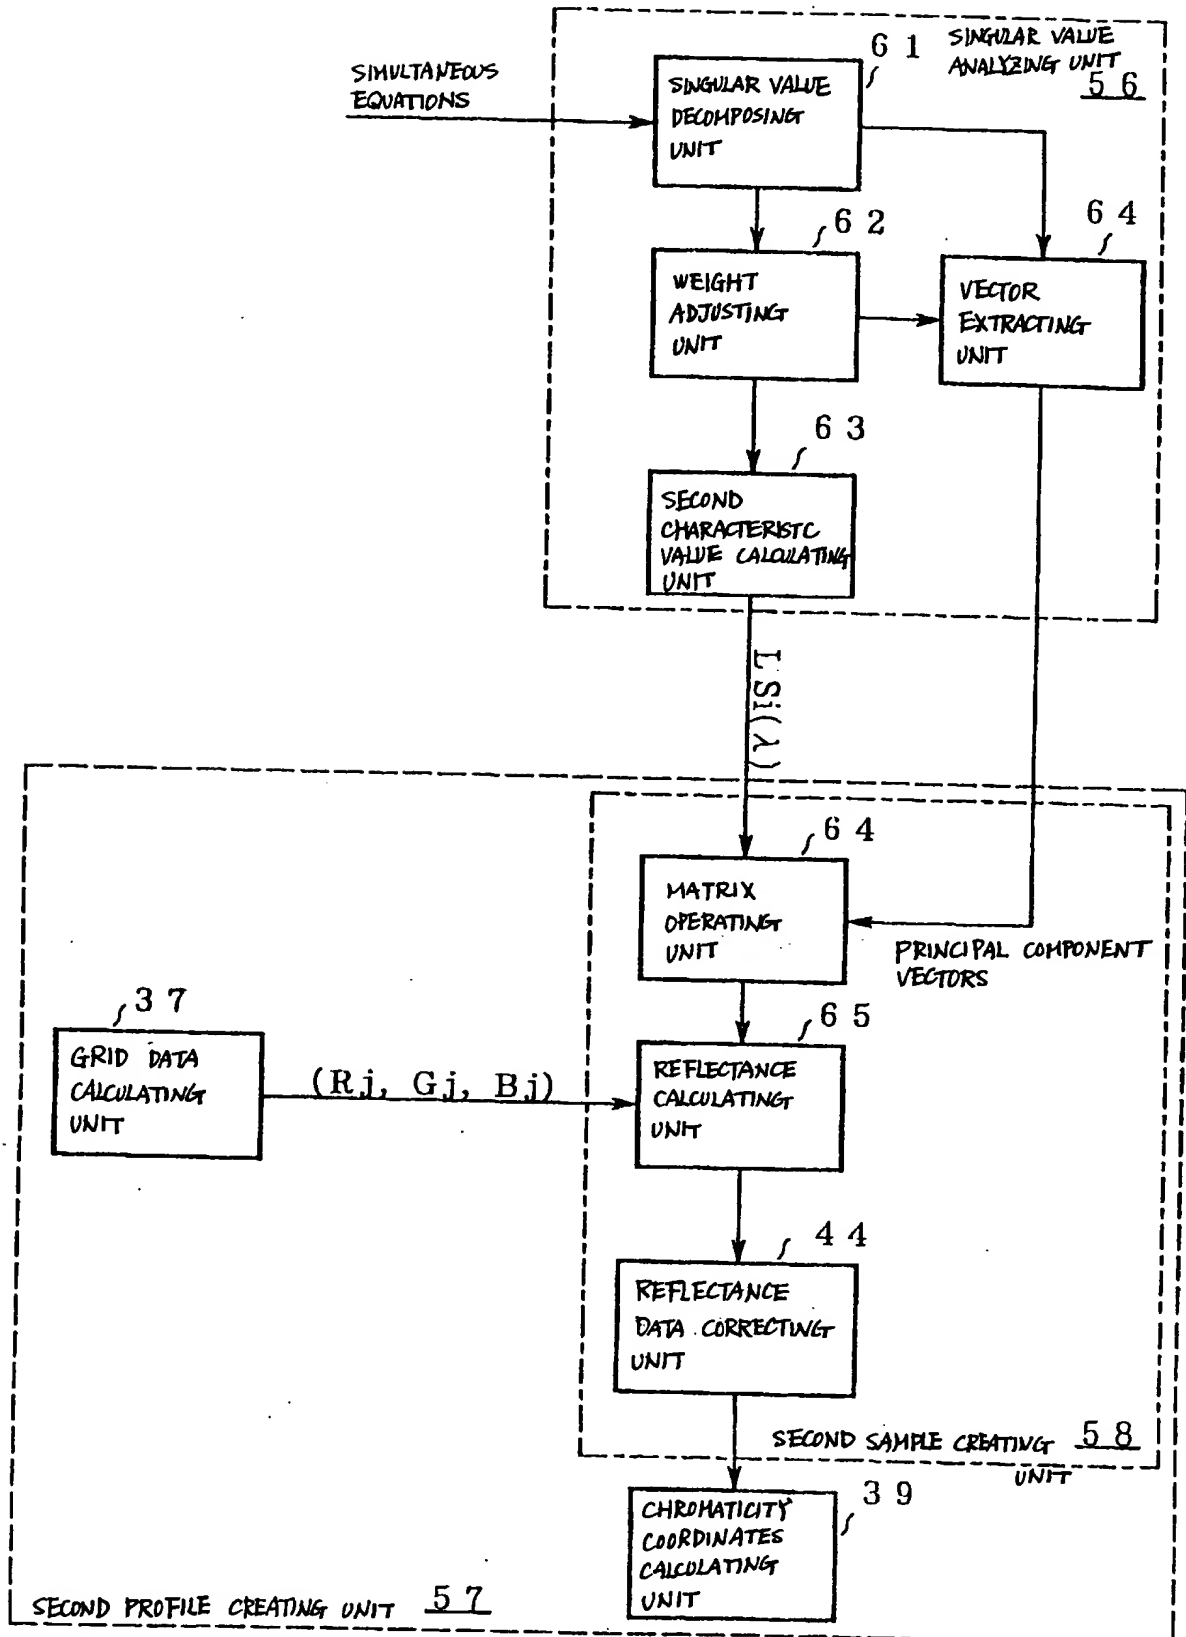 SINGULAR VALUE
ANALYZING UNIT
56
61
SIMULTANEOUS
EQUATIONS
SINGULAR VALUE
DECOMPOSING
UNIT
62
64
WEIGHT
ADJUSTING
UNIT
VECTOR
EXTRACTING
UNIT
63
SECOND
CHARACTERISTC
VALUE CALCULATING
UNIT
LSi(λ)
64
MATRIX
OPERATING
UNIT
PRINCIPAL COMPONENT
VECTORS
37
65
GRID DATA
CALCULATING
UNIT
(Rj, Gj, Bj)
REFLECTANCE
CALCULATING
UNIT
44
REFLECTANCE
DATA CORRECTING
UNIT
SECOND SAMPLE CREATING 58
UNIT
39
CHROMATICITY
COORDINATES
CALCULATING
UNIT
SECOND PROFILE CREATING UNIT 57